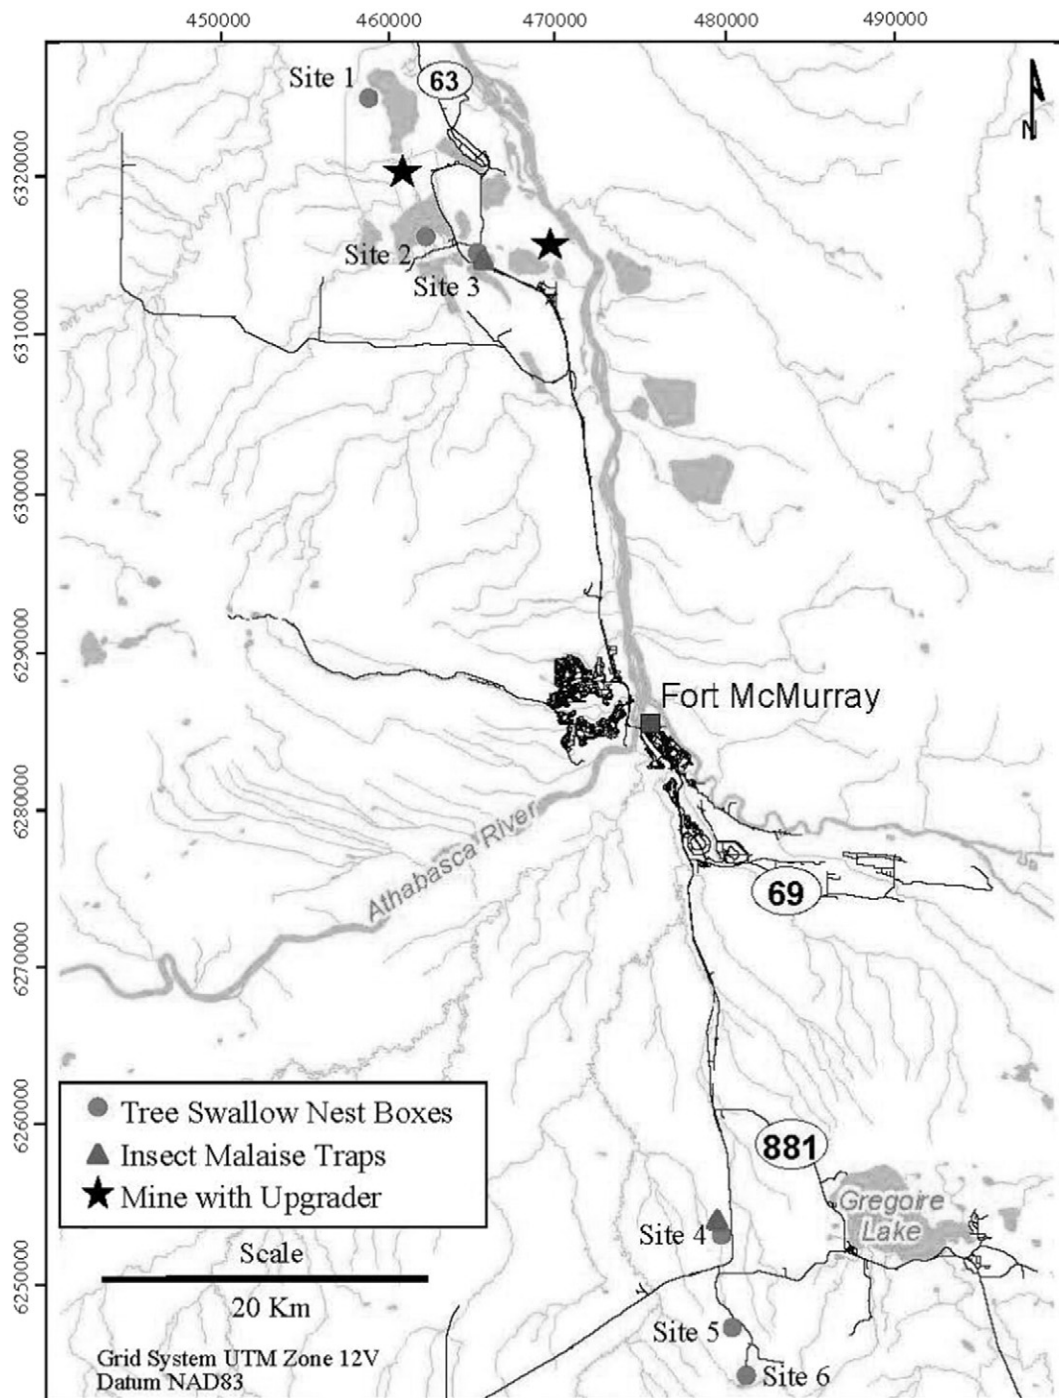 450000 460000 470000 480000 490000
6320000
6310000
6300000
6290000
6280000
6270000
6260000
6250000
Site 1
63
N
Site 2
Site 3
Fort McMurray
Athabasca River
69
881
Gregoire
Lake
Site 4
Site 5
Site 6
Tree Swallow Nest Boxes
Insect Malaise Traps
Mine with Upgrader
Scale
20 Km
Grid System UTM Zone 12V
Datum NAD83